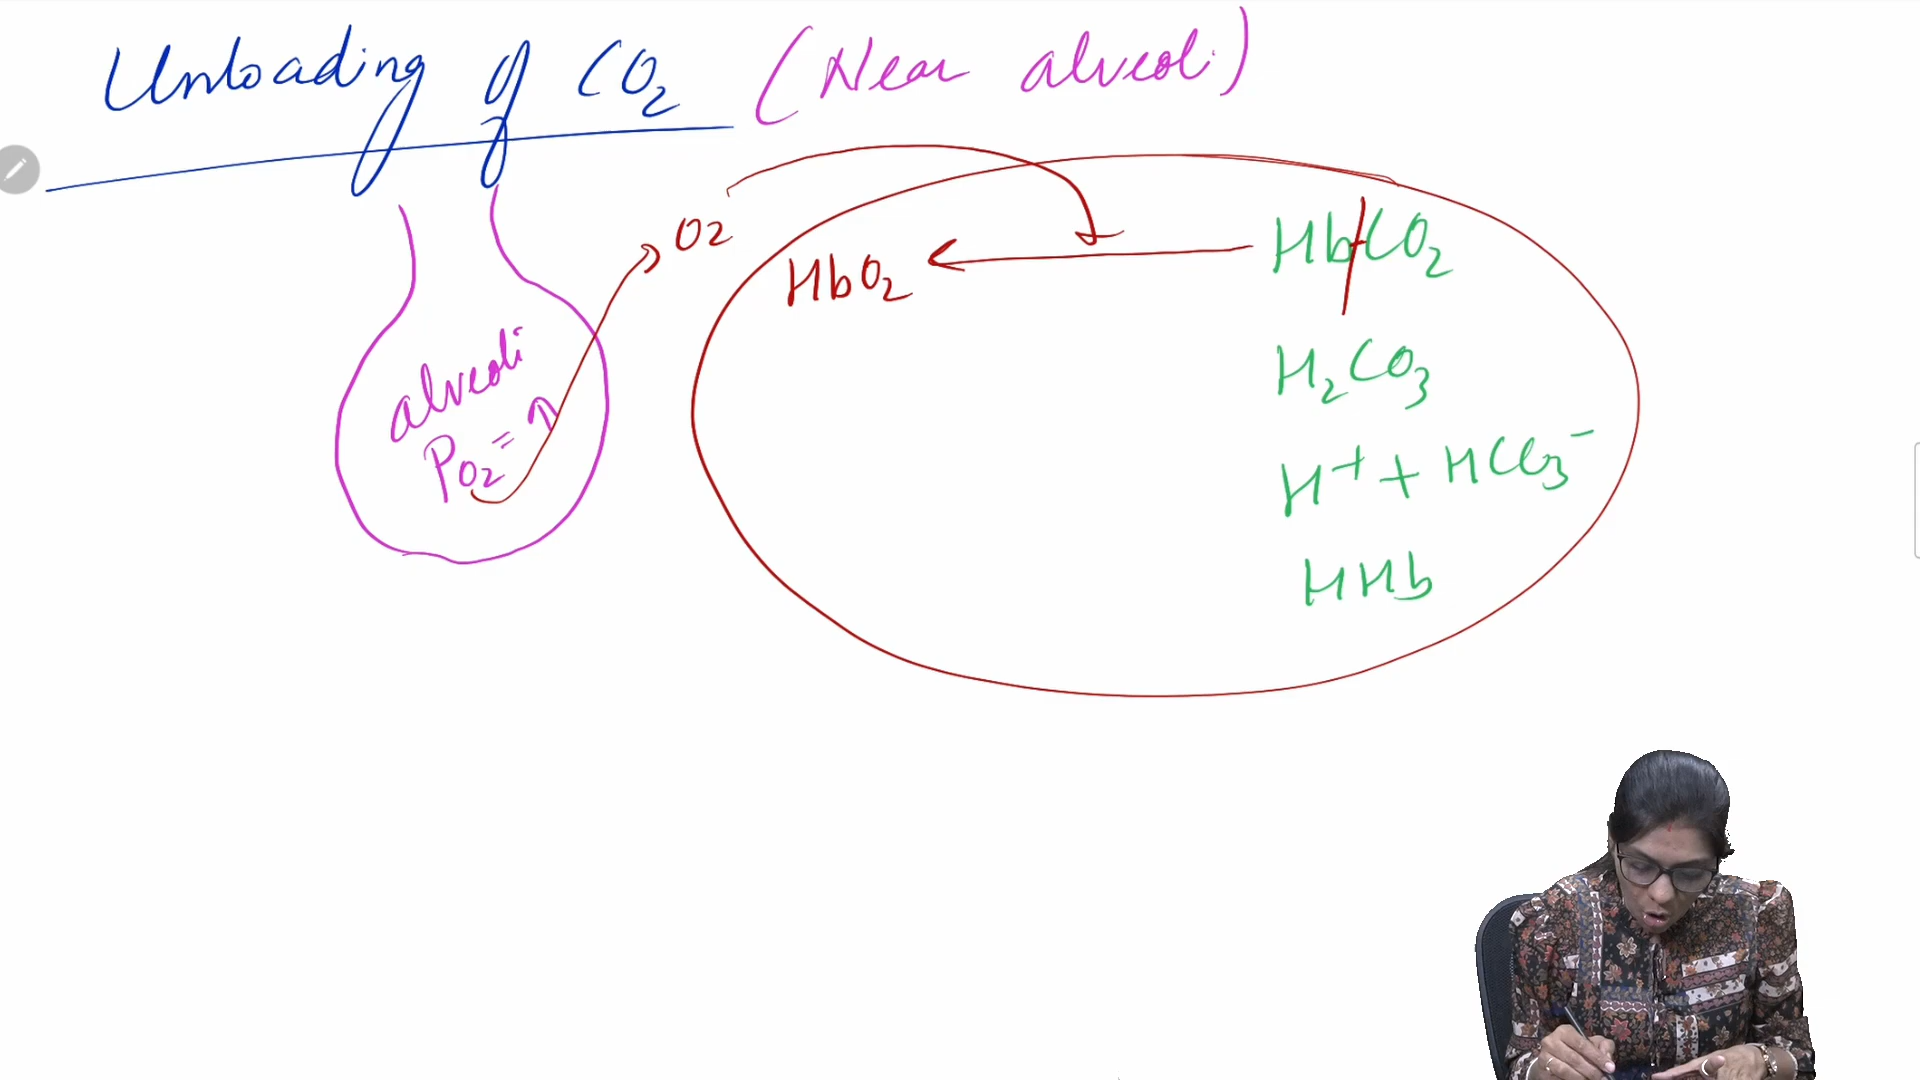 Unloading of CO2 (Near alveoli)
O2
HbO2
HbCO2
alveoli
PO2 = ↑
H2CO3
H+ + HCO3-
HHb